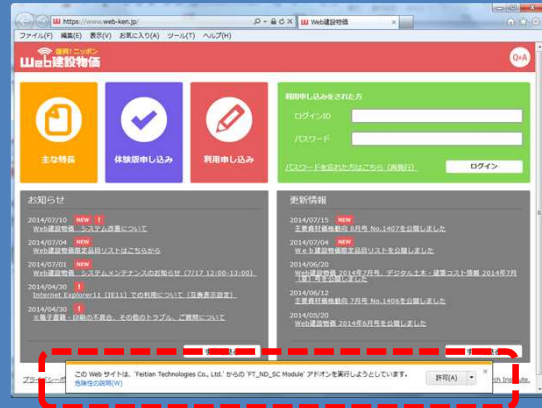 https://www.web-ken.jp/
Web建設物価
ファイル(F) 編集(E) 表示(V) お気に入り(A) ツール(T) ヘルプ(H)
復興！ニッポン
Web建設物価
Q&A
主な特長
体験版申し込み
利用申し込み
利用申し込みをされた方
ログインID
パスワード
パスワードを忘れた方はこちら（再発行）
ログイン
お知らせ
2014/07/10 NEW !
Web建設物価 システム改善について
2014/07/04 NEW
Web建設物価限定品目リストはこちらから
2014/07/01 NEW
Web建設物価 システムメンテナンスのお知らせ (7/17 12:00-13:00)
2014/04/30 !
Internet Explorer11（IE11）での利用について（互換表示設定）
2014/04/30 !
※電子書籍・印刷の不具合、その他のトラブル、ご質問について
更新情報
2014/07/15 NEW
主要資材価格動向 8月号 No.1407を公開しました
2014/07/04 NEW
Web建設物価限定品目リストを公開しました
2014/06/20
Web建設物価 2014年7月号、デジタル土木・建築コスト情報 2014年7月（夏）号を公開しました
2014/06/12
主要資材価格動向 7月号 No.1406を公開しました
2014/05/20
Web建設物価 2014年6月号を公開しました
この Web サイトは、'Feitian Technologies Co., Ltd.' からの 'FT_ND_SC Module' アドオンを実行しようとしています。
危険性の説明(W)
許可(A)